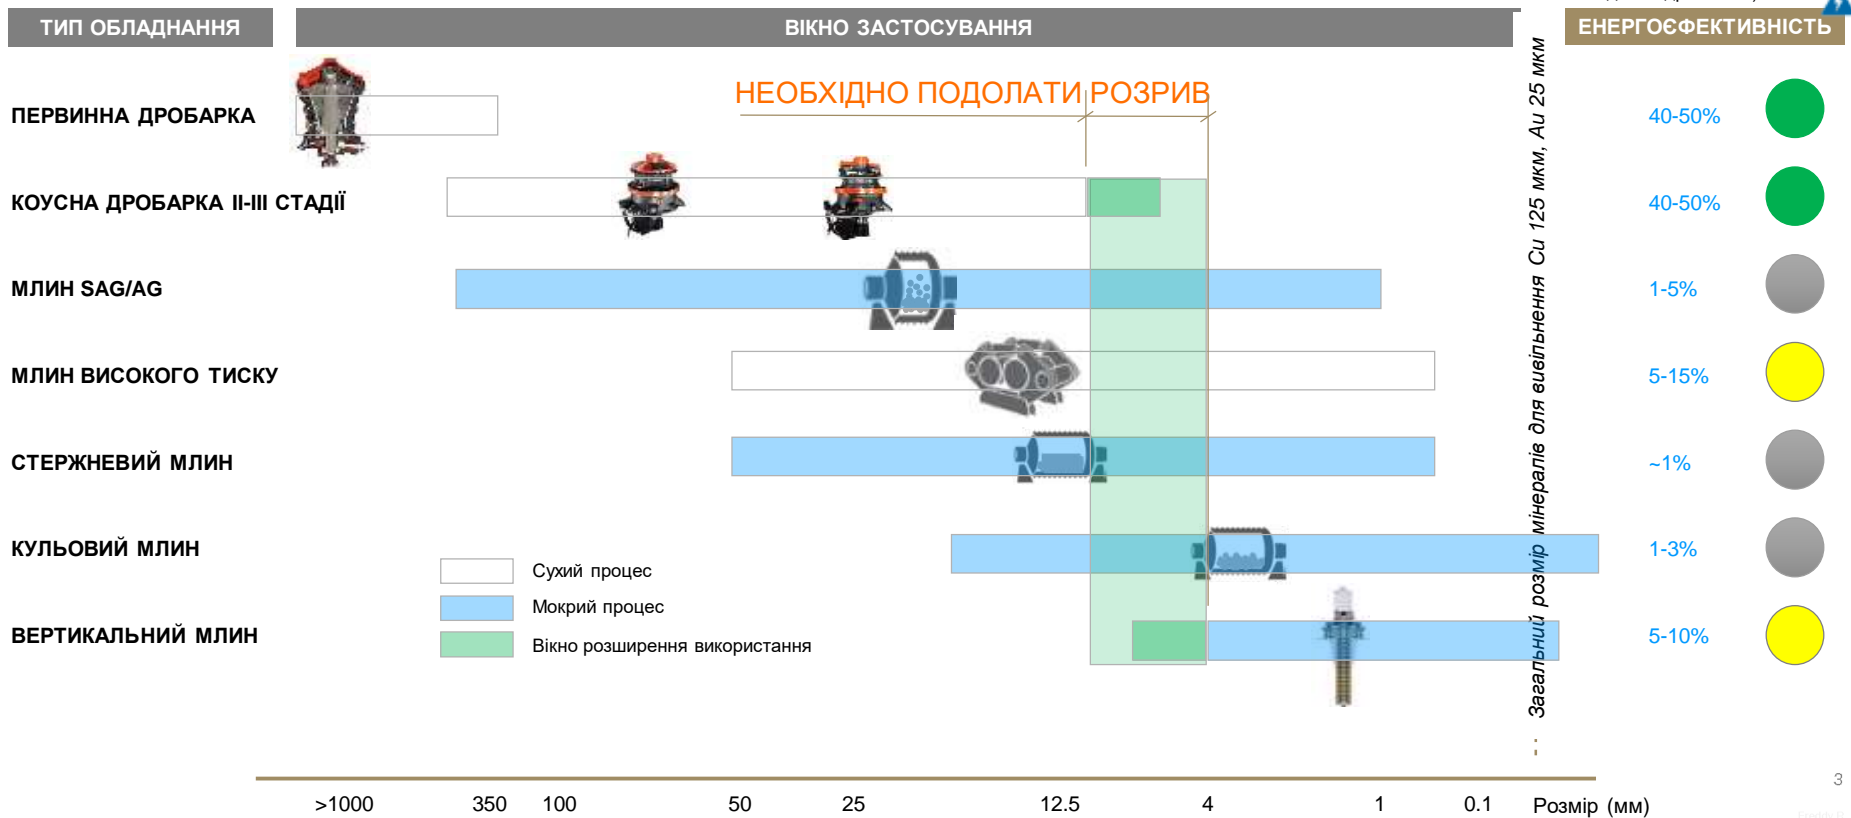 ТИП ОБЛАДНАННЯ
ВІКНО ЗАСТОСУВАННЯ
ЕНЕРГОЄФЕКТИВНІСТЬ
НЕОБХІДНО ПОДОЛАТИ РОЗРИВ
ПЕРВИННА ДРОБАРКА
40-50%
КОУСНА ДРОБАРКА II-III СТАДІЇ
40-50%
МЛИН SAG/AG
1-5%
МЛИН ВИСОКОГО ТИСКУ
5-15%
СТЕРЖНЕВИЙ МЛИН
~1%
КУЛЬОВИЙ МЛИН
1-3%
ВЕРТИКАЛЬНИЙ МЛИН
5-10%
Сухий процес
Мокрий процес
Вікно розширення використання
Загальний розмір мінералів для вивільнення Cu 125 мкм, Au 25 мкм
>1000 350 100 50 25 12.5 4 1 0.1 Розмір (мм)
3